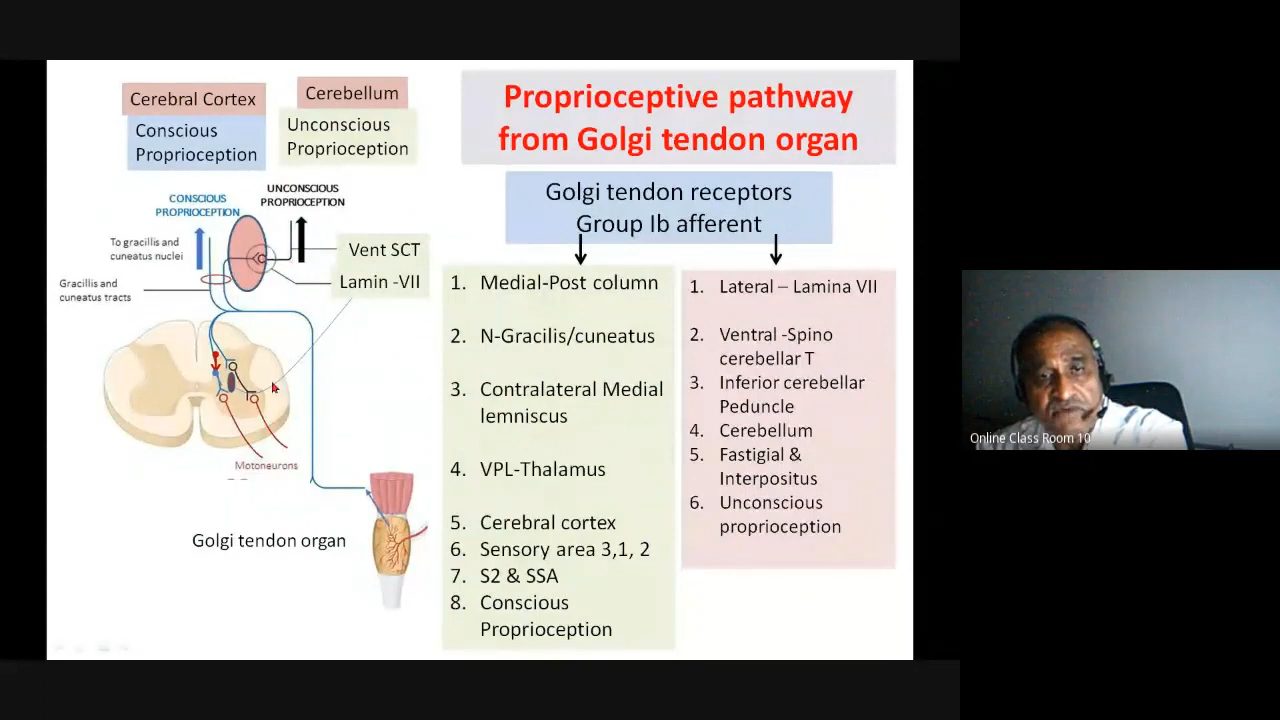 Cerebral Cortex
Conscious
Proprioception
Cerebellum
Unconscious
Proprioception
CONSCIOUS
PROPRIOCEPTION
UNCONSCIOUS
PROPRIOCEPTION
To gracillis and
cuneatus nuclei
Gracillis and
cuneatus tracts
Vent SCT
Lamin -VII
Motoneurons
Golgi tendon organ
Proprioceptive pathway
from Golgi tendon organ
Golgi tendon receptors
Group Ib afferent
1. Medial-Post column
2. N-Gracilis/cuneatus
3. Contralateral Medial
lemniscus
4. VPL-Thalamus
5. Cerebral cortex
6. Sensory area 3,1, 2
7. S2 & SSA
8. Conscious
Proprioception
1. Lateral – Lamina VII
2. Ventral -Spino
cerebellar T
3. Inferior cerebellar
Peduncle
4. Cerebellum
5. Fastigial &
Interpositus
6. Unconscious
proprioception
Online Class Room 10